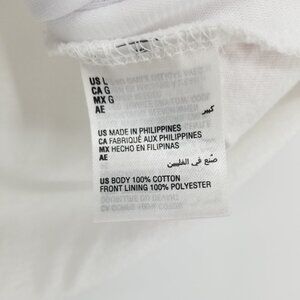 US L
CA G
MX G
AE كبير
US MADE IN PHILIPPINES
CA FABRIQUÉ AUX PHILIPPINES
MX HECHO EN FILIPINAS
AE صنع في الفلبين
US BODY 100% COTTON
FRONT LINING 100% POLYESTER